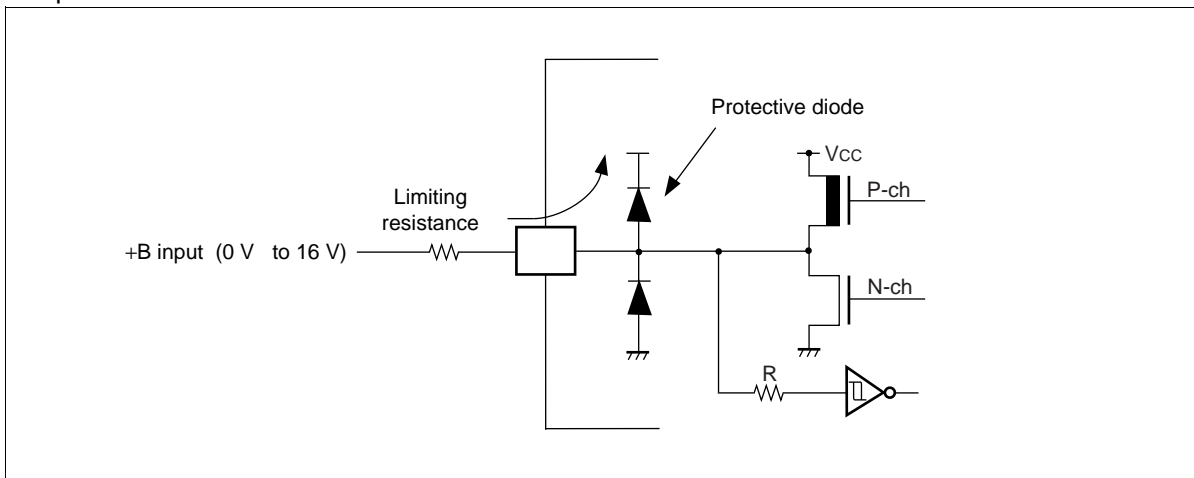 Protective diode
VCC
P-ch
Limiting
resistance
+B input (0 V to 16 V)
N-ch
R